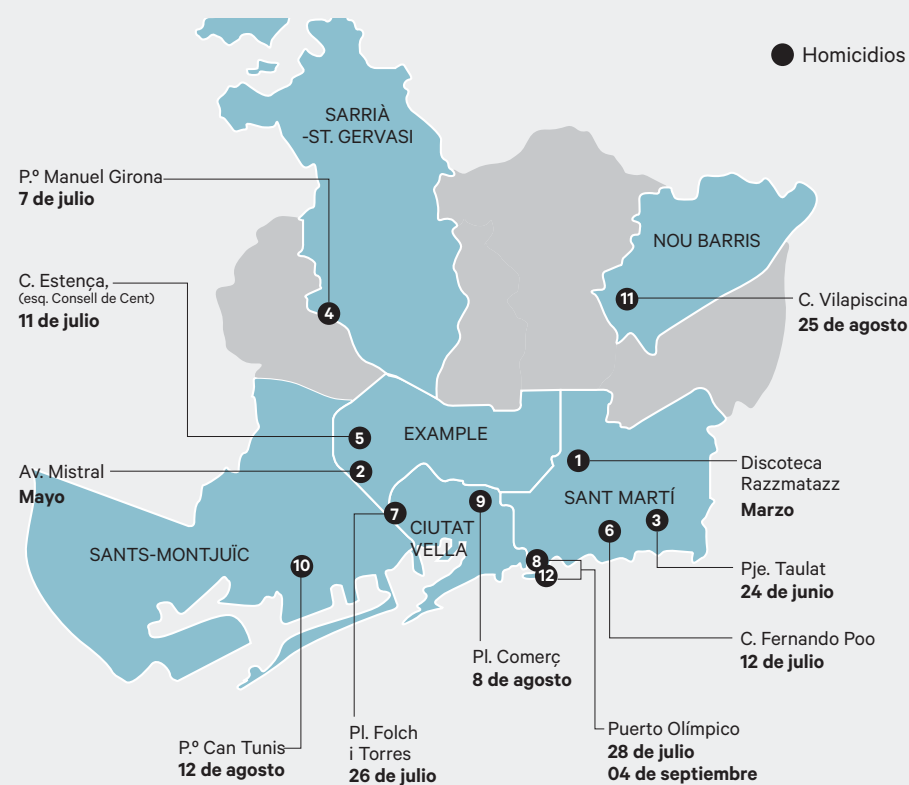 Homicidios
SARRIÀ
-ST. GERVASI
P.º Manuel Girona
7 de julio
NOU BARRIS
C. Estença,
(esq. Consell de Cent)
11 de julio
4
11
C. Vilapiscina
25 de agosto
5
EXAMPLE
Av. Mistral
Mayo
2
1
Discoteca
Razzmatazz
Marzo
SANT MARTÍ
9
7
CIUTAT
VELLA
3
6
SANTS-MONTJUÏC
10
8
12
Pje. Taulat
24 de junio
C. Fernando Poo
12 de julio
Pl. Comerç
8 de agosto
P.º Can Tunis
12 de agosto
Pl. Folch
i Torres
26 de julio
Puerto Olímpico
28 de julio
04 de septiembre